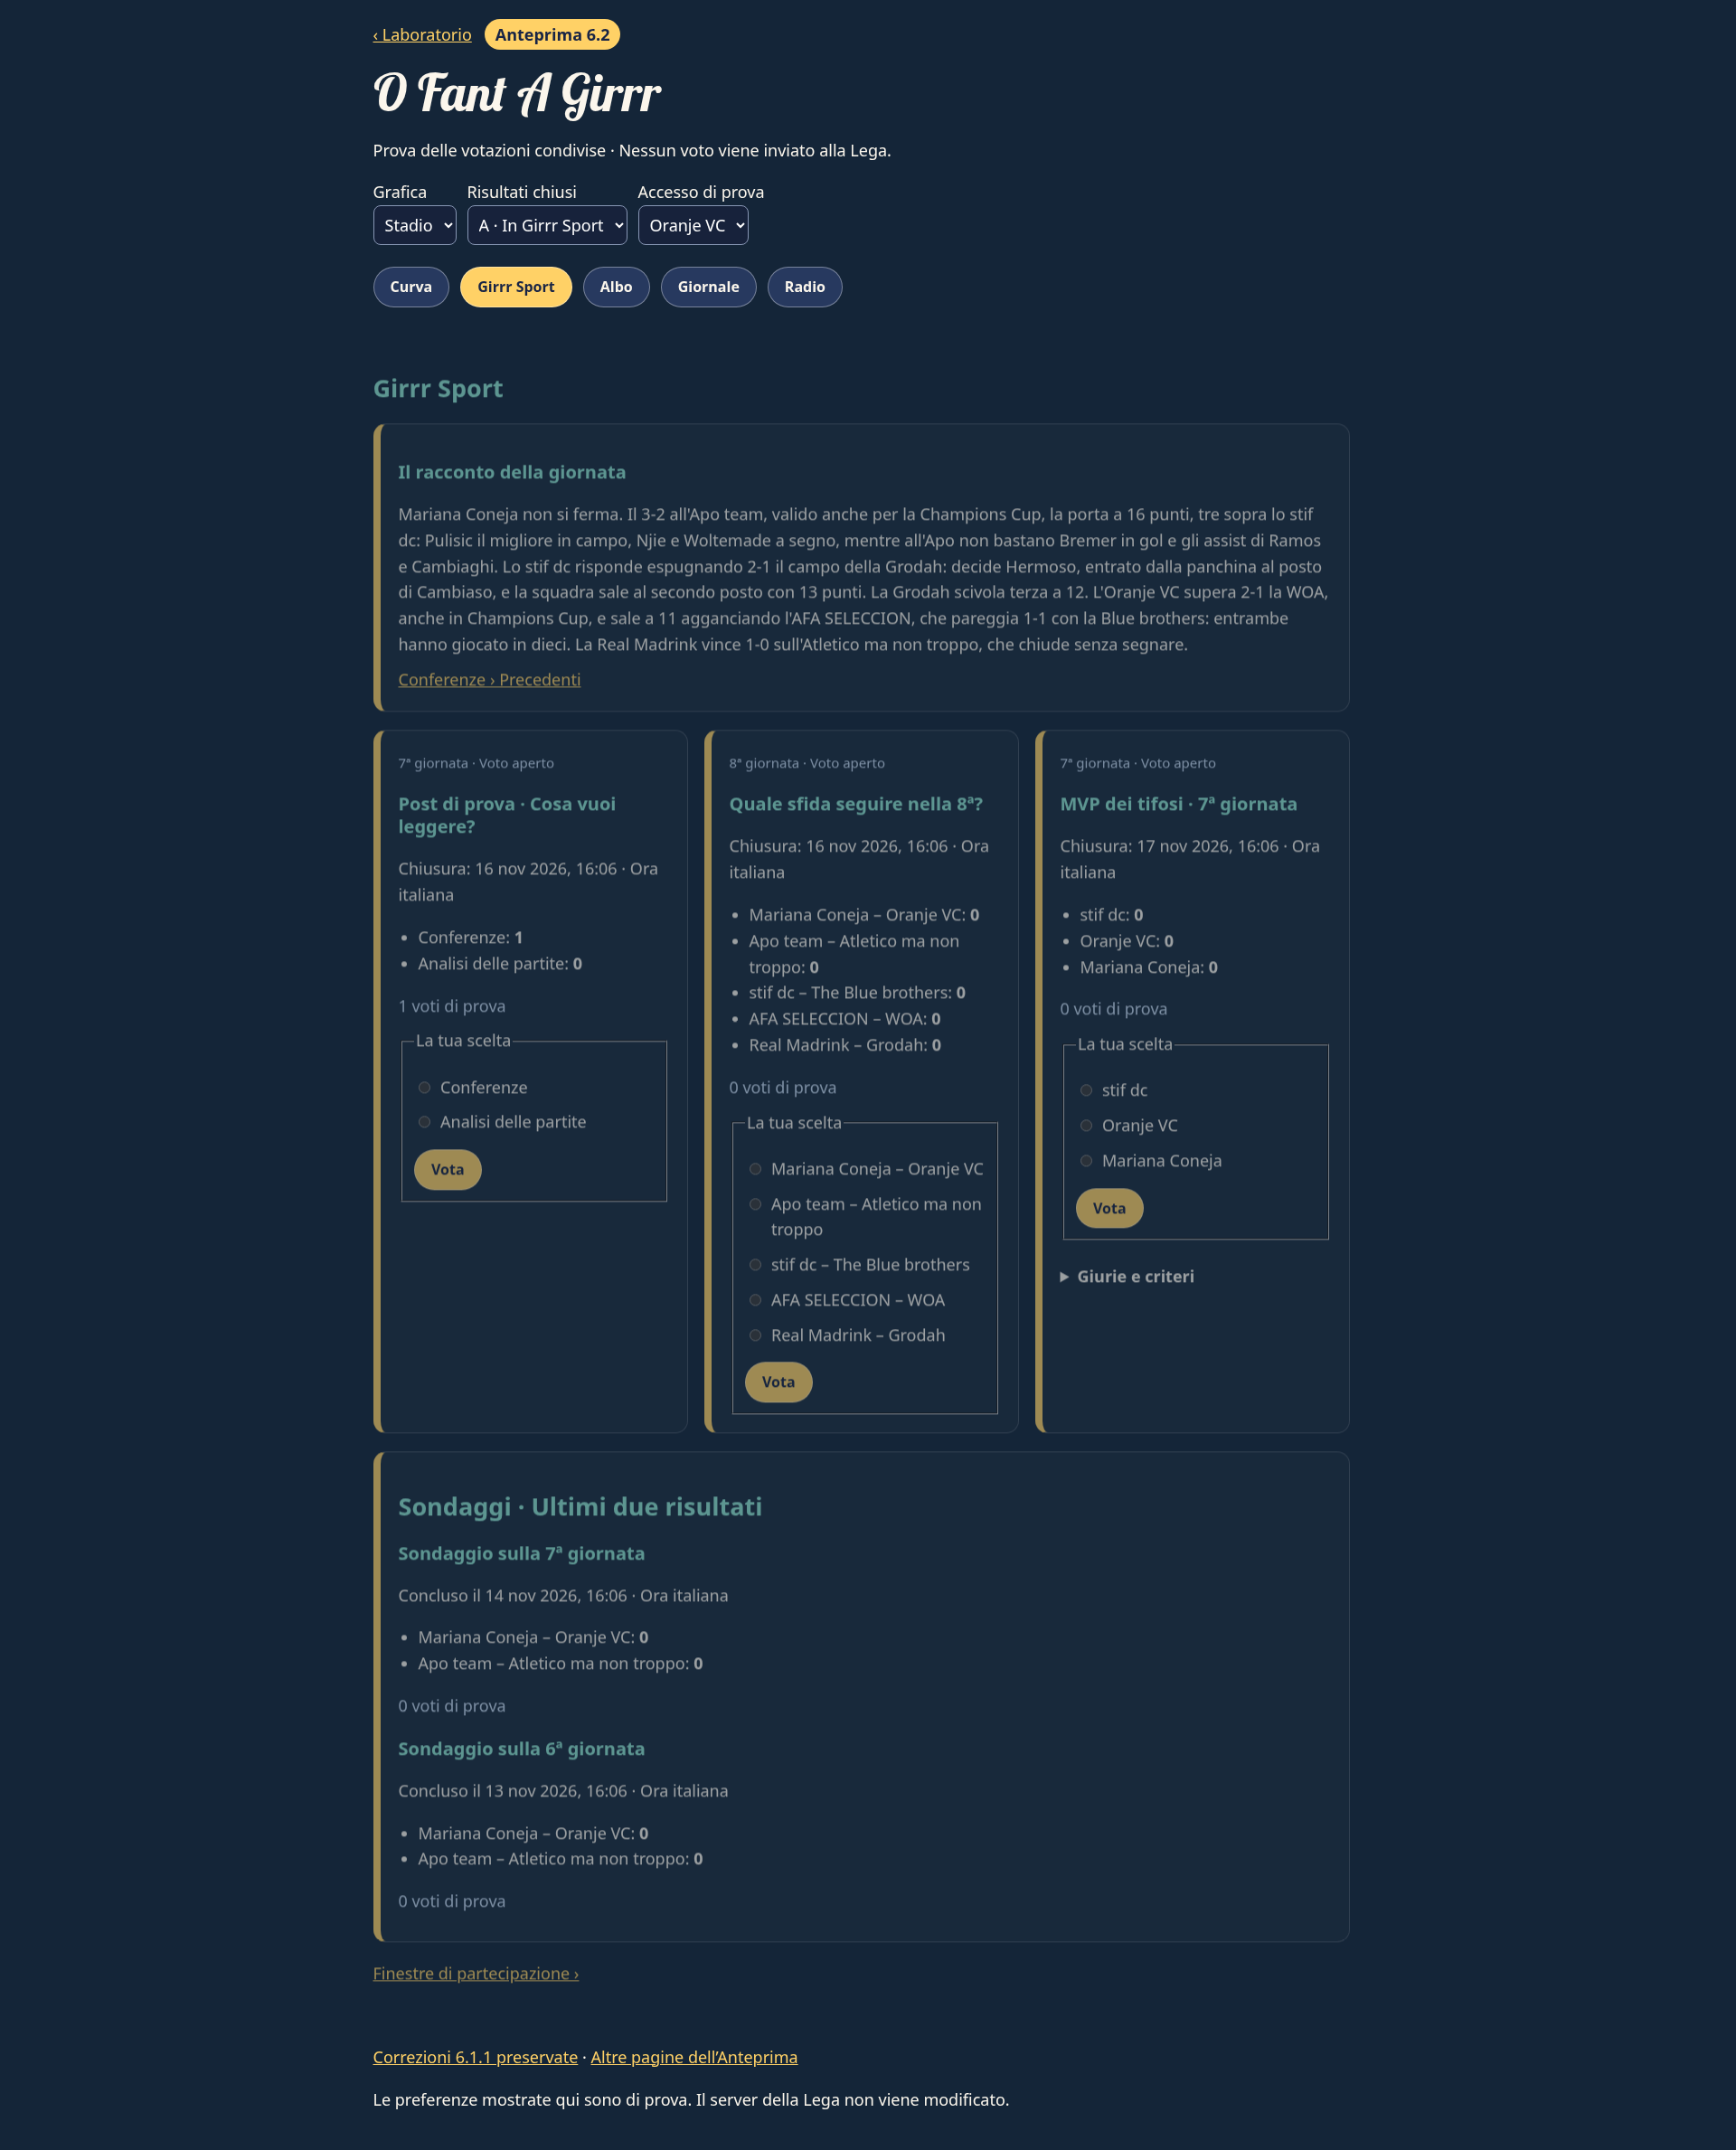 ‹ Laboratorio Anteprima 6.2
O Fant A Girrr
Prova delle votazioni condivise · Nessun voto viene inviato alla Lega.
Grafica Risultati chiusi Accesso di prova
Stadio A · In Girrr Sport Oranje VC
Curva Girrr Sport Albo Giornale Radio
Girrr Sport
Il racconto della giornata
Mariana Coneja non si ferma. Il 3-2 all'Apo team, valido anche per la Champions Cup, la porta a 16 punti, tre sopra lo stif
dc: Pulisic il migliore in campo, Njie e Woltemade a segno, mentre all'Apo non bastano Bremer in gol e gli assist di Ramos
e Cambiaghi. Lo stif dc risponde espugnando 2-1 il campo della Grodah: decide Hermoso, entrato dalla panchina al posto
di Cambiaso, e la squadra sale al secondo posto con 13 punti. La Grodah scivola terza a 12. L'Oranje VC supera 2-1 la WOA,
anche in Champions Cup, e sale a 11 agganciando l'AFA SELECCION, che pareggia 1-1 con la Blue brothers: entrambe
hanno giocato in dieci. La Real Madrink vince 1-0 sull'Atletico ma non troppo, che chiude senza segnare.
Conferenze › Precedenti
7ª giornata · Voto aperto
Post di prova · Cosa vuoi
leggere?
Chiusura: 16 nov 2026, 16:06 · Ora
italiana
Conferenze: 1
Analisi delle partite: 0
1 voti di prova
La tua scelta
Conferenze
Analisi delle partite
Vota
8ª giornata · Voto aperto
Quale sfida seguire nella 8ª?
Chiusura: 16 nov 2026, 16:06 · Ora
italiana
Mariana Coneja – Oranje VC: 0
Apo team – Atletico ma non
troppo: 0
stif dc – The Blue brothers: 0
AFA SELECCION – WOA: 0
Real Madrink – Grodah: 0
0 voti di prova
La tua scelta
Mariana Coneja – Oranje VC
Apo team – Atletico ma non
troppo
stif dc – The Blue brothers
AFA SELECCION – WOA
Real Madrink – Grodah
Vota
7ª giornata · Voto aperto
MVP dei tifosi · 7ª giornata
Chiusura: 17 nov 2026, 16:06 · Ora
italiana
stif dc: 0
Oranje VC: 0
Mariana Coneja: 0
0 voti di prova
La tua scelta
stif dc
Oranje VC
Mariana Coneja
Vota
Giurie e criteri
Sondaggi · Ultimi due risultati
Sondaggio sulla 7ª giornata
Concluso il 14 nov 2026, 16:06 · Ora italiana
Mariana Coneja – Oranje VC: 0
Apo team – Atletico ma non troppo: 0
0 voti di prova
Sondaggio sulla 6ª giornata
Concluso il 13 nov 2026, 16:06 · Ora italiana
Mariana Coneja – Oranje VC: 0
Apo team – Atletico ma non troppo: 0
0 voti di prova
Finestre di partecipazione ›
Correzioni 6.1.1 preservate · Altre pagine dell’Anteprima
Le preferenze mostrate qui sono di prova. Il server della Lega non viene modificato.